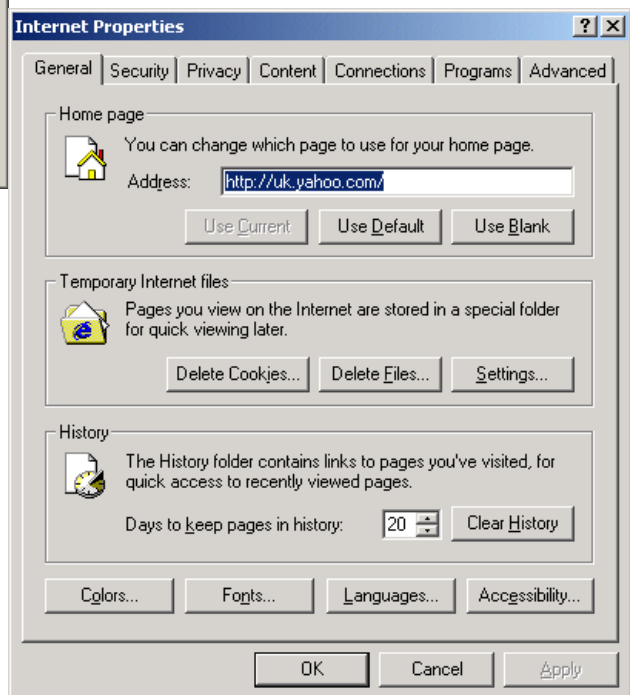 Internet Properties
General Security Privacy Content Connections Programs Advanced
Home page
You can change which page to use for your home page.
Address: http://uk.yahoo.com/
Use Current Use Default Use Blank
Temporary Internet files
Pages you view on the Internet are stored in a special folder
for quick viewing later.
Delete Cookies... Delete Files... Settings...
History
The History folder contains links to pages you've visited, for
quick access to recently viewed pages.
Days to keep pages in history: 20 Clear History
Colors... Fonts... Languages... Accessibility...
OK Cancel Apply